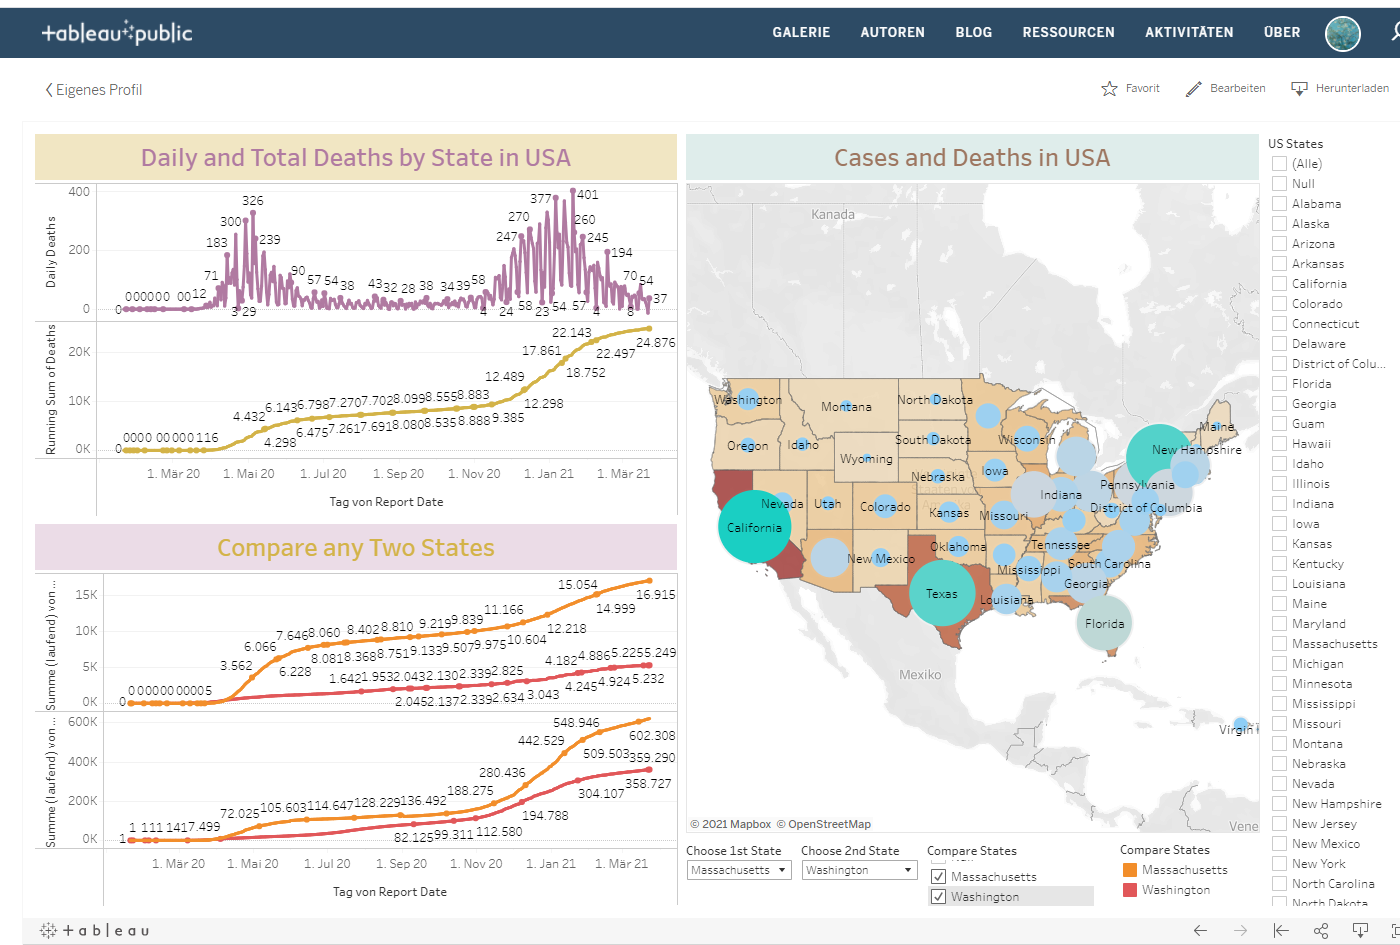 +ableau public
GALERIE AUTOREN BLOG RESSOURCEN AKTIVITÄTEN ÜBER
Eigenes Profil
Favorit Bearbeiten Herunterladen
Daily and Total Deaths by State in USA
Daily Deaths
400
200
0
0 000000 00 12 71 183 300 326 239 3 29 90 57 54 38 43 32 28 38 34 39 58 4 247 270 24 58 377 23 54 401 260 57 245 4 194 70 8 54 37
Running Sum of Deaths
20K
10K
0K
0 0000 00 000 116 4.432 4.298 6.143 6.475 6.798 7.261 7.270 7.691 7.702 8.080 8.099 8.535 8.555 8.888 8.883 9.385 12.489 12.298 17.861 18.752 22.143 22.497 24.876
1. Mär 20 1. Mai 20 1. Jul 20 1. Sep 20 1. Nov 20 1. Jan 21 1. Mär 21
Tag von Report Date
Compare any Two States
Summe (laufend) von ...
15K
10K
5K
0K
0 0 00000 00005 3.562 6.066 6.228 7.646 8.060 8.081 8.368 8.402 8.751 8.810 9.133 9.219 9.507 9.839 9.975 11.166 10.604 12.218 15.054 14.999 16.915
1.642 1.953 2.043 2.045 2.130 2.137 2.339 2.339 2.825 2.634 3.043 4.182 4.245 4.886 4.924 5.225 5.232 5.249
Summe (laufend) von ...
600K
400K
200K
0K
1 1 111 141 7.499 72.025 105.603 114.647 128.229 136.492 188.275 280.436 442.529 548.946 509.503 602.308
82.125 99.311 112.580 194.788 304.107 359.290 358.727
1. Mär 20 1. Mai 20 1. Jul 20 1. Sep 20 1. Nov 20 1. Jan 21 1. Mär 21
Tag von Report Date
Cases and Deaths in USA
Kanada
Washington
Montana
North Dakota
Maine
Oregon
Idaho
South Dakota
Wisconsin
New Hampshire
Wyoming
Nebraska
Iowa
Pennsylvania
Nevada
Utah
Colorado
Kansas
Missouri
Indiana
District of Columbia
California
New Mexico
Oklahoma
Tennessee
Mississippi
South Carolina
Georgia
Texas
Louisiana
Florida
Mexiko
Virgin
Vene
© 2021 Mapbox © OpenStreetMap
Choose 1st State
Massachusetts
Choose 2nd State
Washington
Compare States
Massachusetts
Washington
Compare States
Massachusetts
Washington
US States
(Alle)
Null
Alabama
Alaska
Arizona
Arkansas
California
Colorado
Connecticut
Delaware
District of Colu...
Florida
Georgia
Guam
Hawaii
Idaho
Illinois
Indiana
Iowa
Kansas
Kentucky
Louisiana
Maine
Maryland
Massachusetts
Michigan
Minnesota
Mississippi
Missouri
Montana
Nebraska
Nevada
New Hampshire
New Jersey
New Mexico
New York
North Carolina
North Dakota
+ a b l e a u